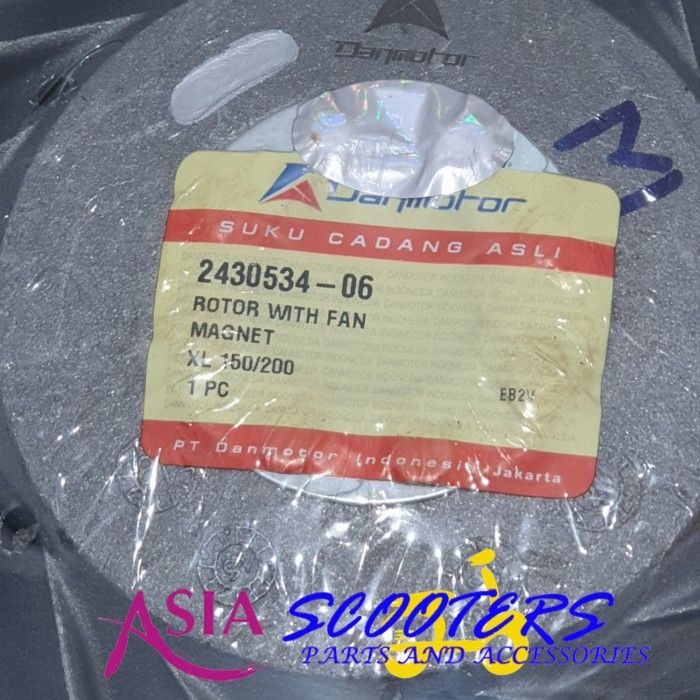 Danmotor
Danmotor
SUKU CADANG ASLI
2430534-06
ROTOR WITH FAN
MAGNET
XL 150/200
1 PC
EB2V
PT Danmotor Indonesia, Jakarta
ASIA SCOOTERS
PARTS AND ACCESSORIES